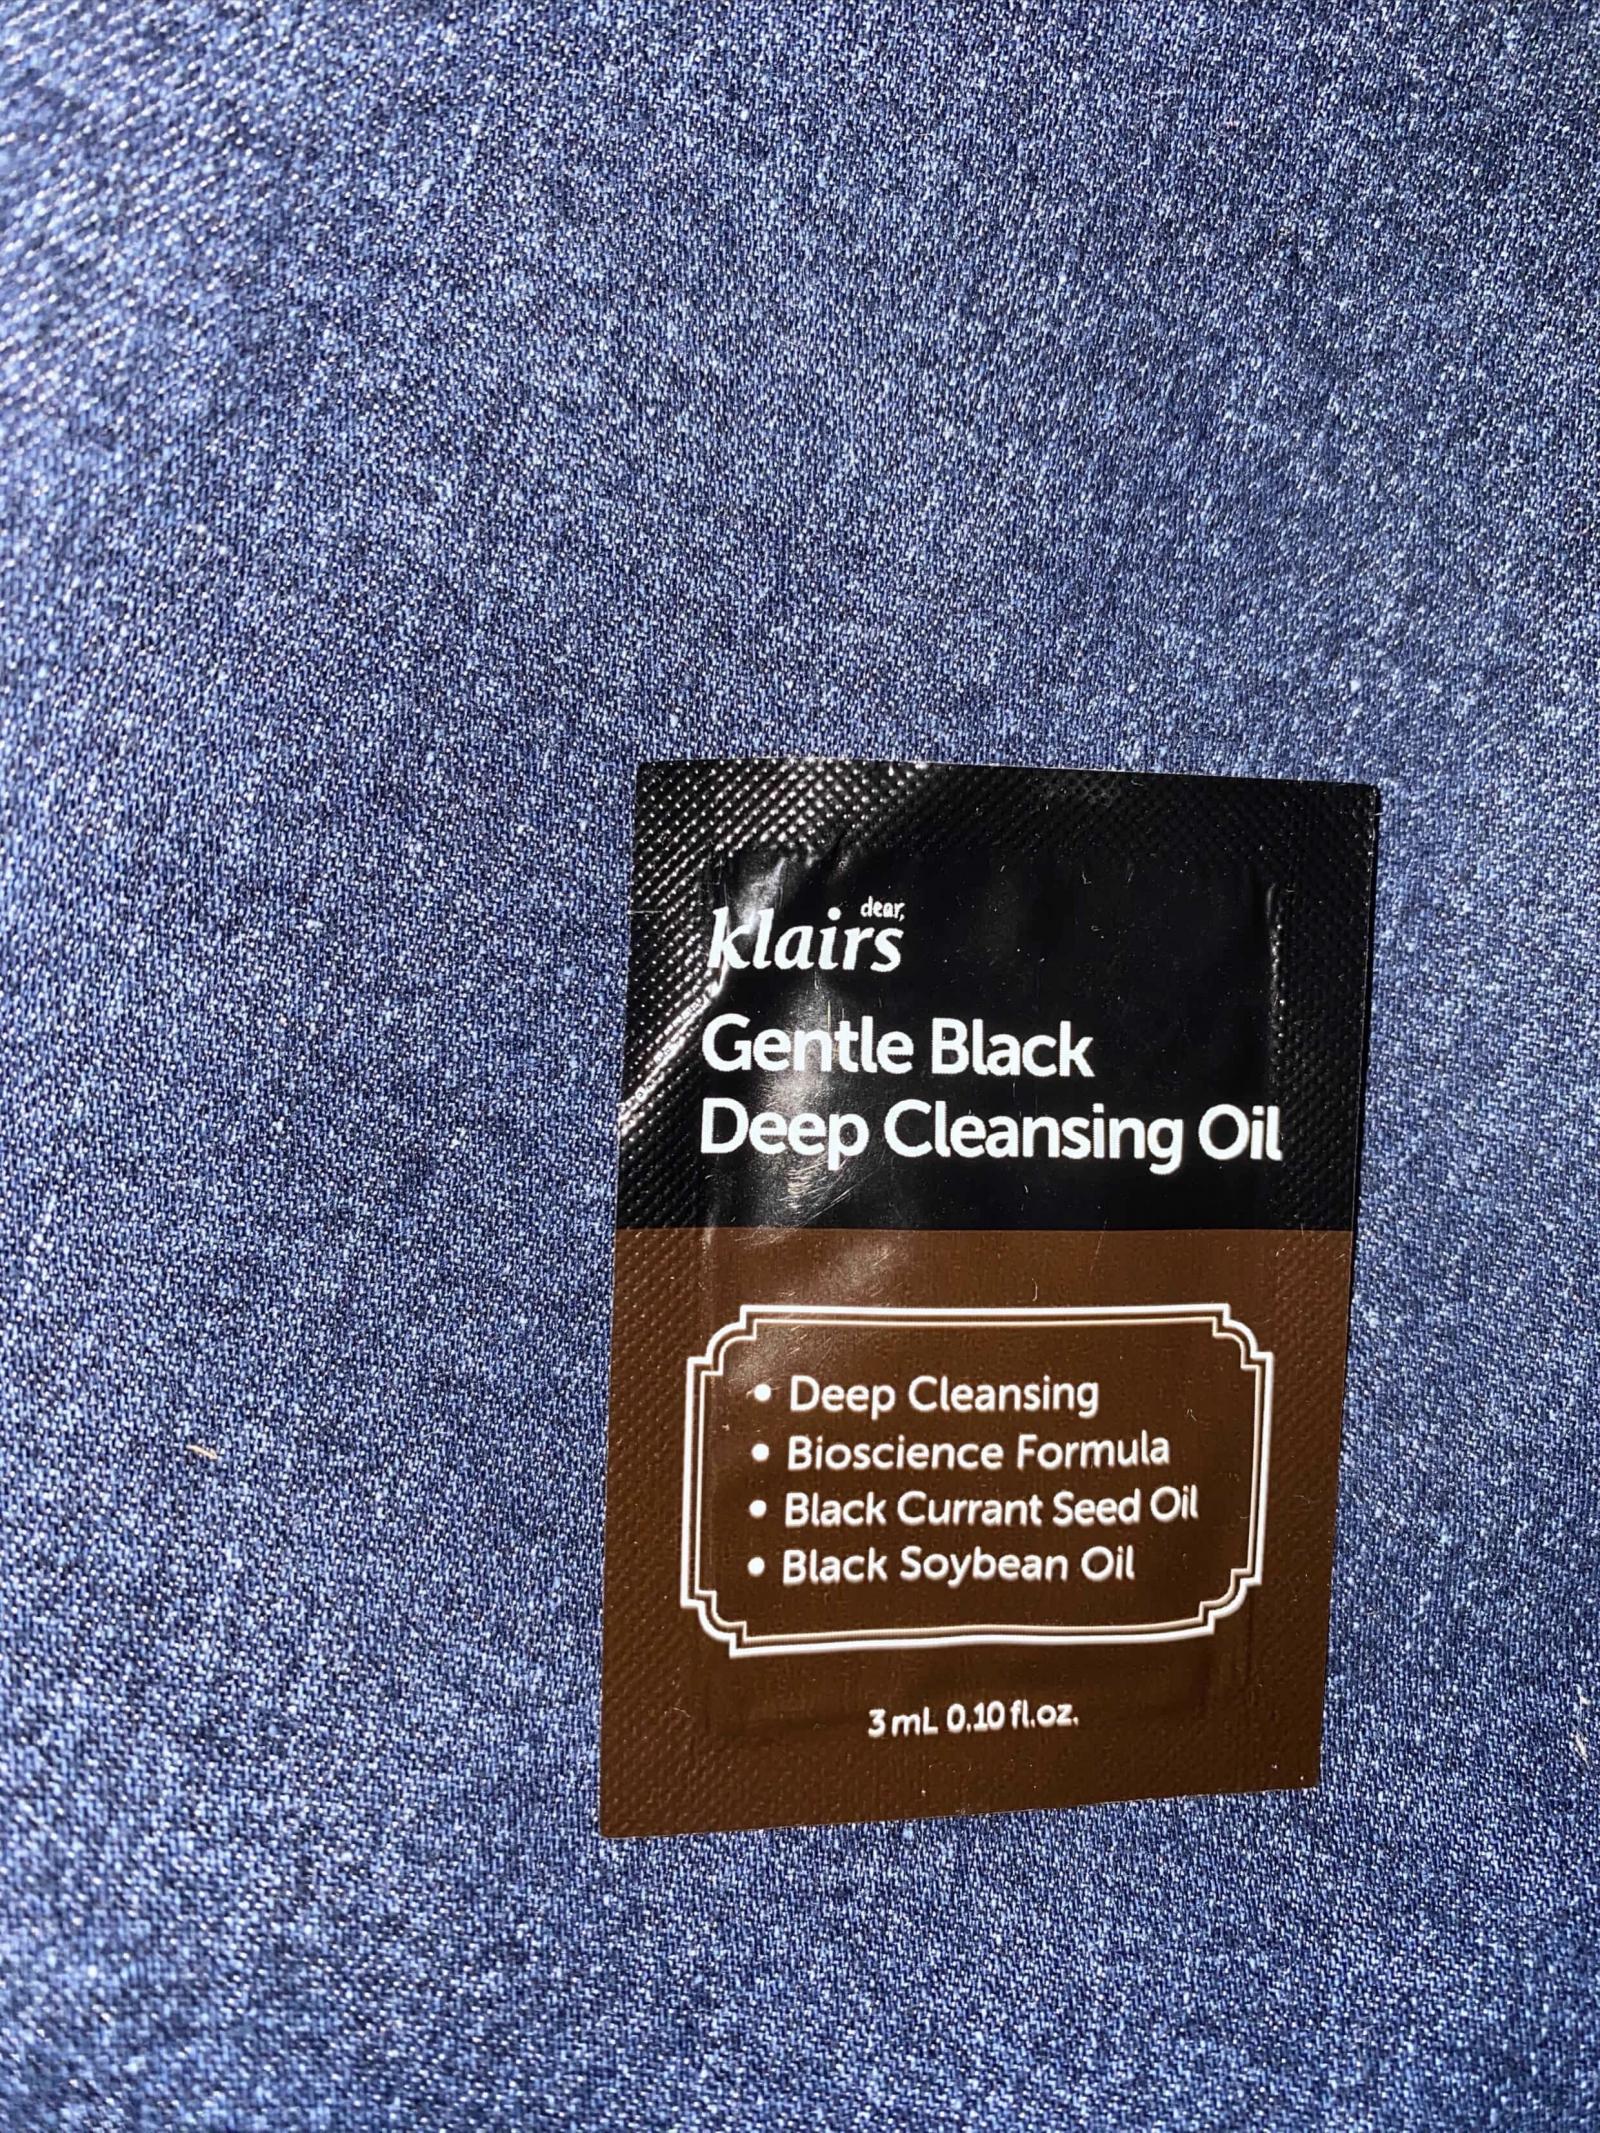 dear,
klairs
Gentle Black
Deep Cleansing Oil
• Deep Cleansing
• Bioscience Formula
• Black Currant Seed Oil
• Black Soybean Oil
3 mL 0.10 fl.oz.